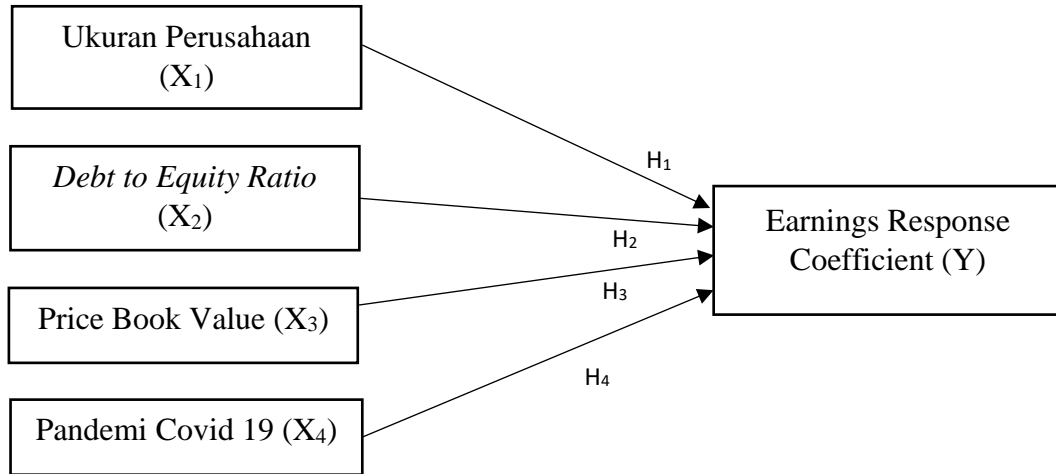 Ukuran Perusahaan
(X₁)
H₁
Debt to Equity Ratio
(X₂)
Earnings Response
Coefficient (Y)
H₂
H₃
Price Book Value (X₃)
H₄
Pandemi Covid 19 (X₄)